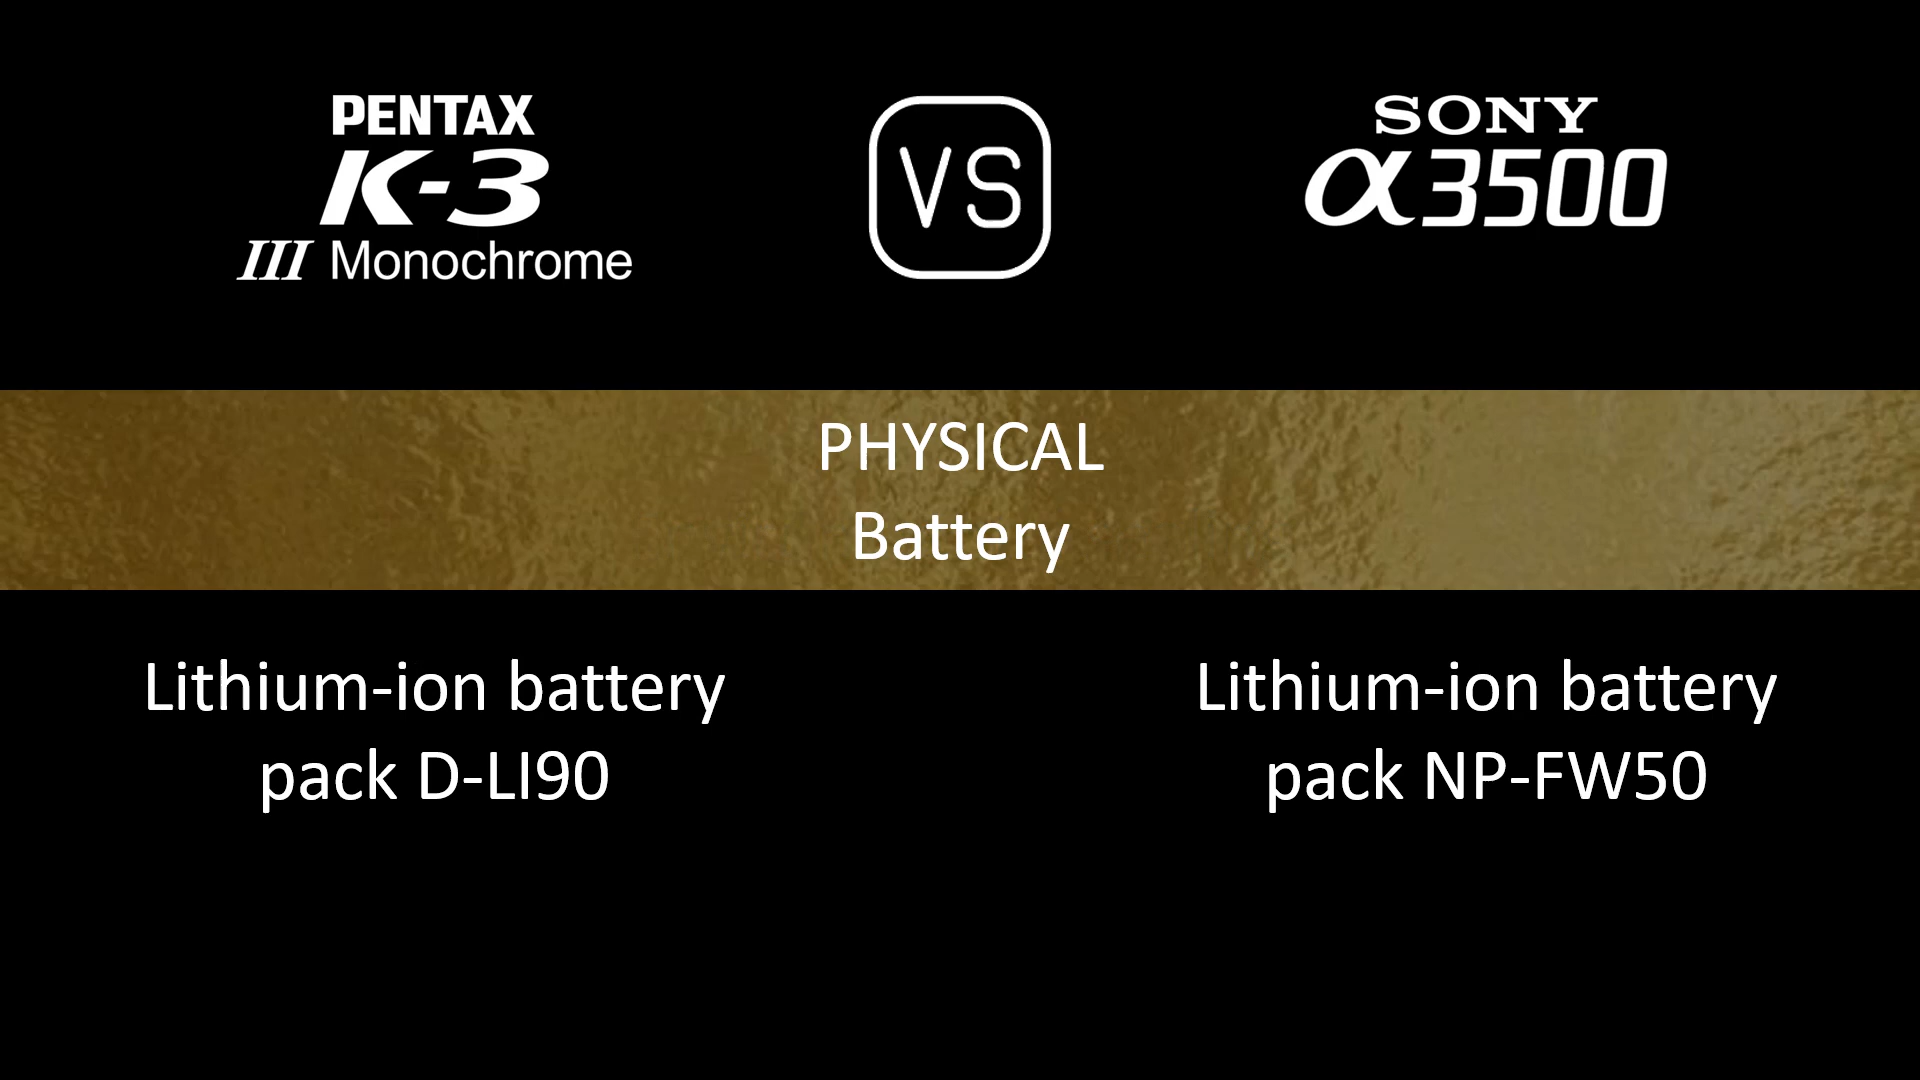 PENTAX
K-3
III Monochrome
VS
SONY
α3500
PHYSICAL
Battery
Lithium-ion battery
pack D-LI90
Lithium-ion battery
pack NP-FW50